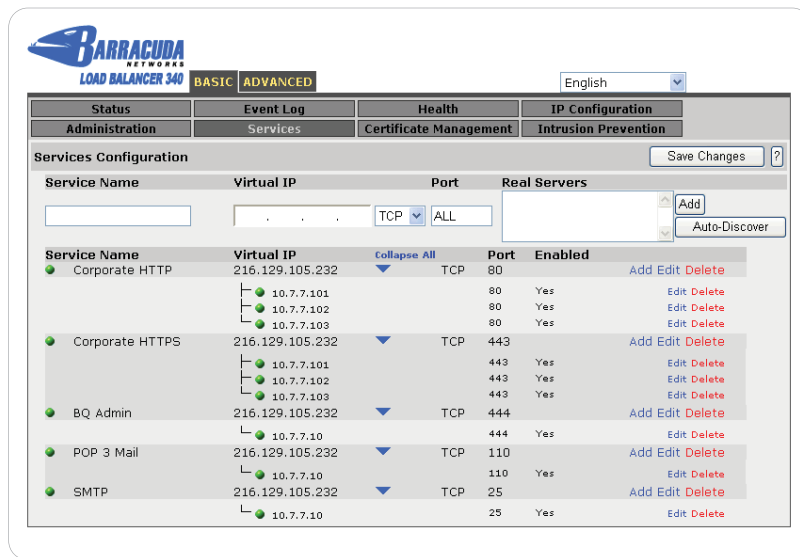 BARRACUDA
NETWORKS
LOAD BALANCER 340
BASIC ADVANCED
English
Status Event Log Health IP Configuration
Administration Services Certificate Management Intrusion Prevention
Services Configuration
Save Changes ?
Service Name Virtual IP Port Real Servers
. . . TCP ALL
Add
Auto-Discover
Service Name Virtual IP Collapse All Port Enabled
Corporate HTTP 216.129.105.232 TCP 80 Add Edit Delete
10.7.7.101 80 Yes Edit Delete
10.7.7.102 80 Yes Edit Delete
10.7.7.103 80 Yes Edit Delete
Corporate HTTPS 216.129.105.232 TCP 443 Add Edit Delete
10.7.7.101 443 Yes Edit Delete
10.7.7.102 443 Yes Edit Delete
10.7.7.103 443 Yes Edit Delete
BQ Admin 216.129.105.232 TCP 444 Add Edit Delete
10.7.7.10 444 Yes Edit Delete
POP 3 Mail 216.129.105.232 TCP 110 Add Edit Delete
10.7.7.10 110 Yes Edit Delete
SMTP 216.129.105.232 TCP 25 Add Edit Delete
10.7.7.10 25 Yes Edit Delete